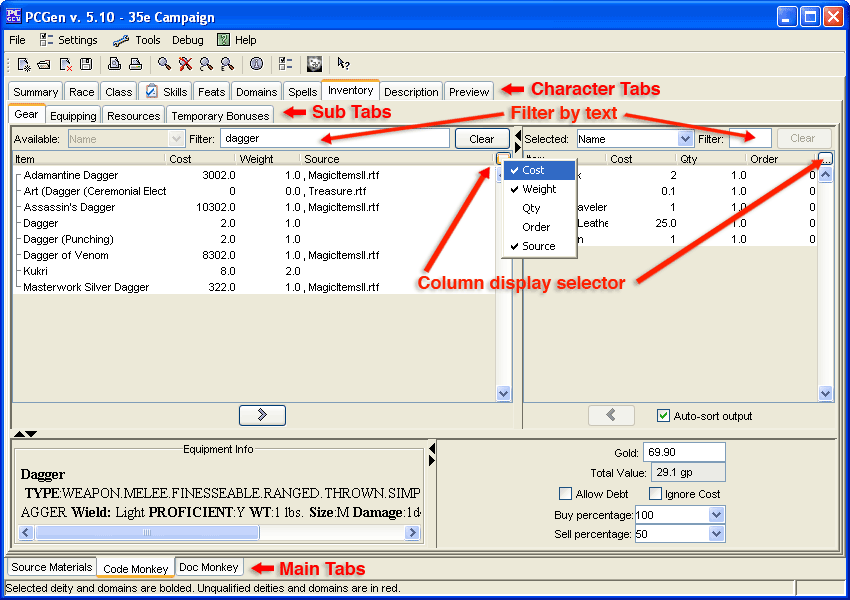 PCGen v. 5.10 - 35e Campaign
File Settings Tools Debug Help
Summary Race Class Skills Feats Domains Spells Inventory Description Preview Character Tabs
Gear Equipping Resources Temporary Bonuses Sub Tabs Filter by text
Available: Name Filter: dagger Clear Selected: Name Filter: Clear
Item Cost Weight Source Cost Qty Order ...
Adamantine Dagger 3002.0 1.0 , MagicItemsII.rtf Cost k 2 1.0 0
Art (Dagger (Ceremonial Elect 0 0.0 , Treasure.rtf Weight 0.1 1.0 0
Assassin's Dagger 10302.0 1.0 , MagicItemsII.rtf Qty aveler 1 1.0 0
Dagger 2.0 1.0 Order Leathe 25.0 1.0 0
Dagger (Punching) 2.0 1.0 Source n 1 1.0 0
Dagger of Venom 8302.0 1.0 , MagicItemsII.rtf
Kukri 8.0 2.0
Masterwork Silver Dagger 322.0 1.0 , MagicItemsII.rtf
Column display selector
Auto-sort output
Equipment Info
Dagger
TYPE:WEAPON.MELEE.FINESSEABLE.RANGED.THROWN.SIMP
AGGER Wield: Light PROFICIENT:Y WT:1 lbs. Size:M Damage:1d
Gold: 69.90
Total Value: 29.1 gp
Allow Debt Ignore Cost
Buy percentage: 100
Sell percentage: 50
Source Materials Code Monkey Doc Monkey Main Tabs
Selected deity and domains are bolded. Unqualified deities and domains are in red.